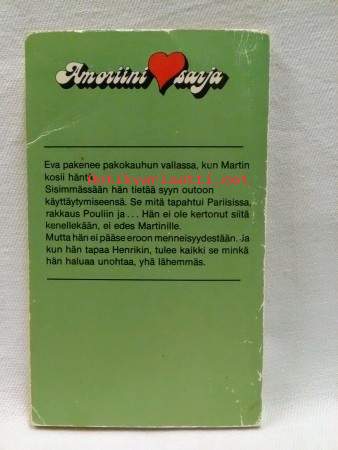 Amoriini sarja
Eva pakenee pakokauhun vallassa, kun Martin
kosii häntä.
Sisimmässään hän tietää syyn outoon
käyttäytymiseensä. Se mitä tapahtui Pariisissa,
rakkaus Pouliin ja... Hän ei ole kertonut siitä
kenellekään, ei edes Martinille.
Mutta hän ei pääse eroon menneisyydestään. Ja
kun hän tapaa Henrikin, tulee kaikki se minkä
hän haluaa unohtaa, yhä lähemmäs.